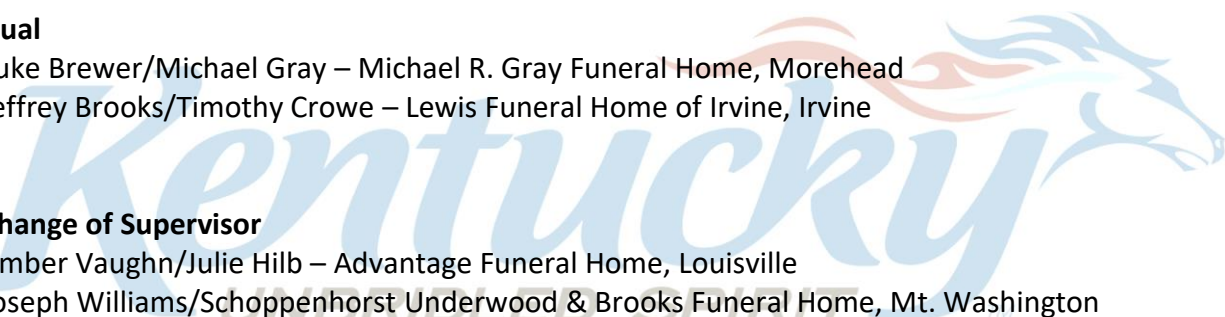 ual
uke Brewer/Michael Gray – Michael R. Gray Funeral Home, Morehead
effrey Brooks/Timothy Crowe – Lewis Funeral Home of Irvine, Irvine
Kentucky
hange of Supervisor
mber Vaughn/Julie Hilb – Advantage Funeral Home, Louisville
oseph Williams/Schoppenhorst Underwood & Brooks Funeral Home, Mt. Washington
UNBRIDLED SPIRIT